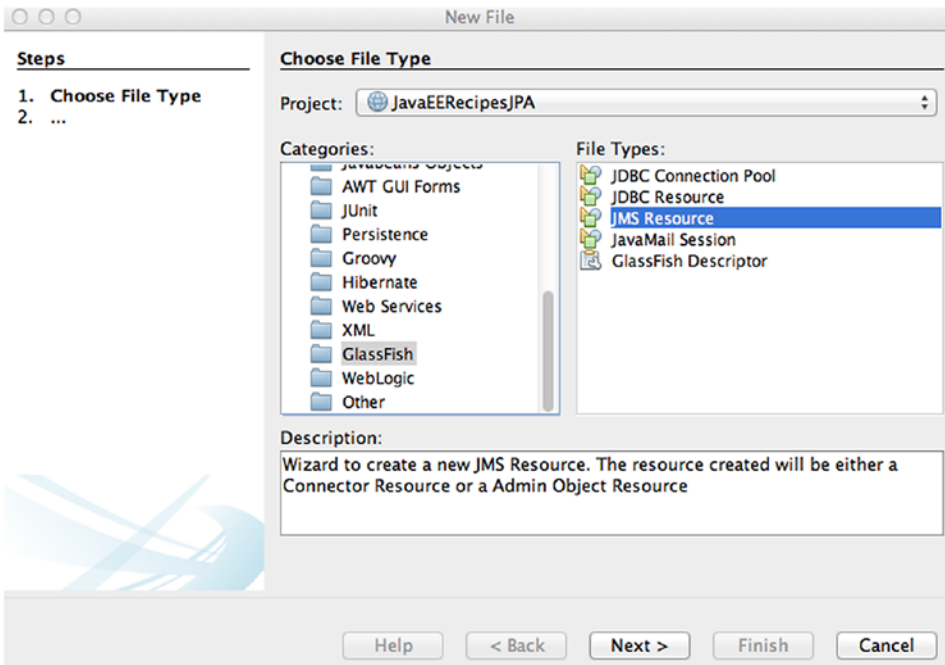 New File
Steps
1. Choose File Type
2. ...
Choose File Type
Project: JavaEERecipesJPA
Categories:
JavaBeans Objects
AWT GUI Forms
JUnit
Persistence
Groovy
Hibernate
Web Services
XML
GlassFish
WebLogic
Other
File Types:
JDBC Connection Pool
JDBC Resource
JMS Resource
JavaMail Session
GlassFish Descriptor
Description:
Wizard to create a new JMS Resource. The resource created will be either a
Connector Resource or a Admin Object Resource
Help
< Back
Next >
Finish
Cancel